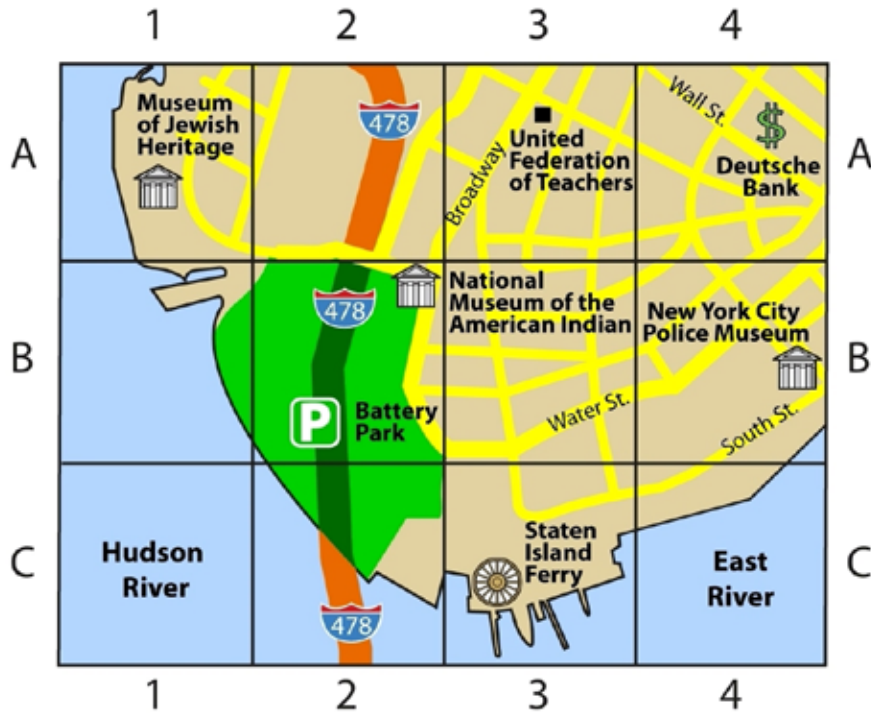 1 2 3 4
A
Museum
of Jewish
Heritage
478
Broadway
United
Federation
of Teachers
Wall St.
$
Deutsche
Bank
A
B
478
National
Museum of the
American Indian
New York City
Police Museum
B
P
Battery
Park
Water St.
South St.
C
Hudson
River
478
Staten
Island
Ferry
East
River
C
1 2 3 4